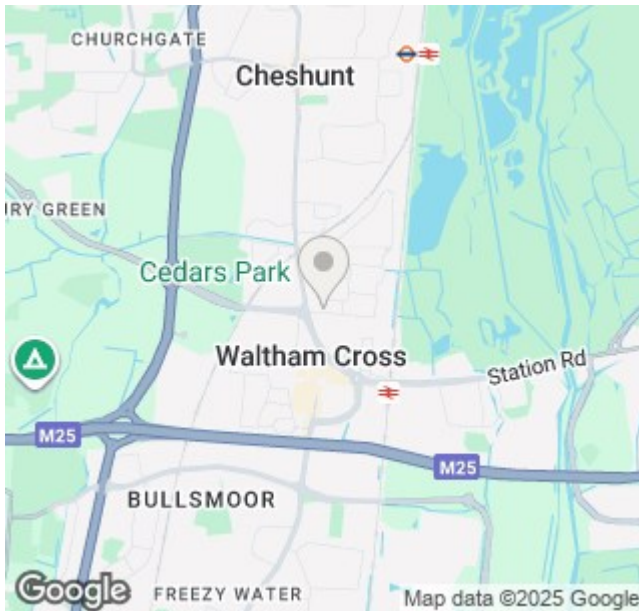 CHURCHGATE
Cheshunt
URY GREEN
Cedars Park
Waltham Cross
Station Rd
M25
M25
BULLSMOOR
Google
FREEZY WATER
Map data ©2025 Google